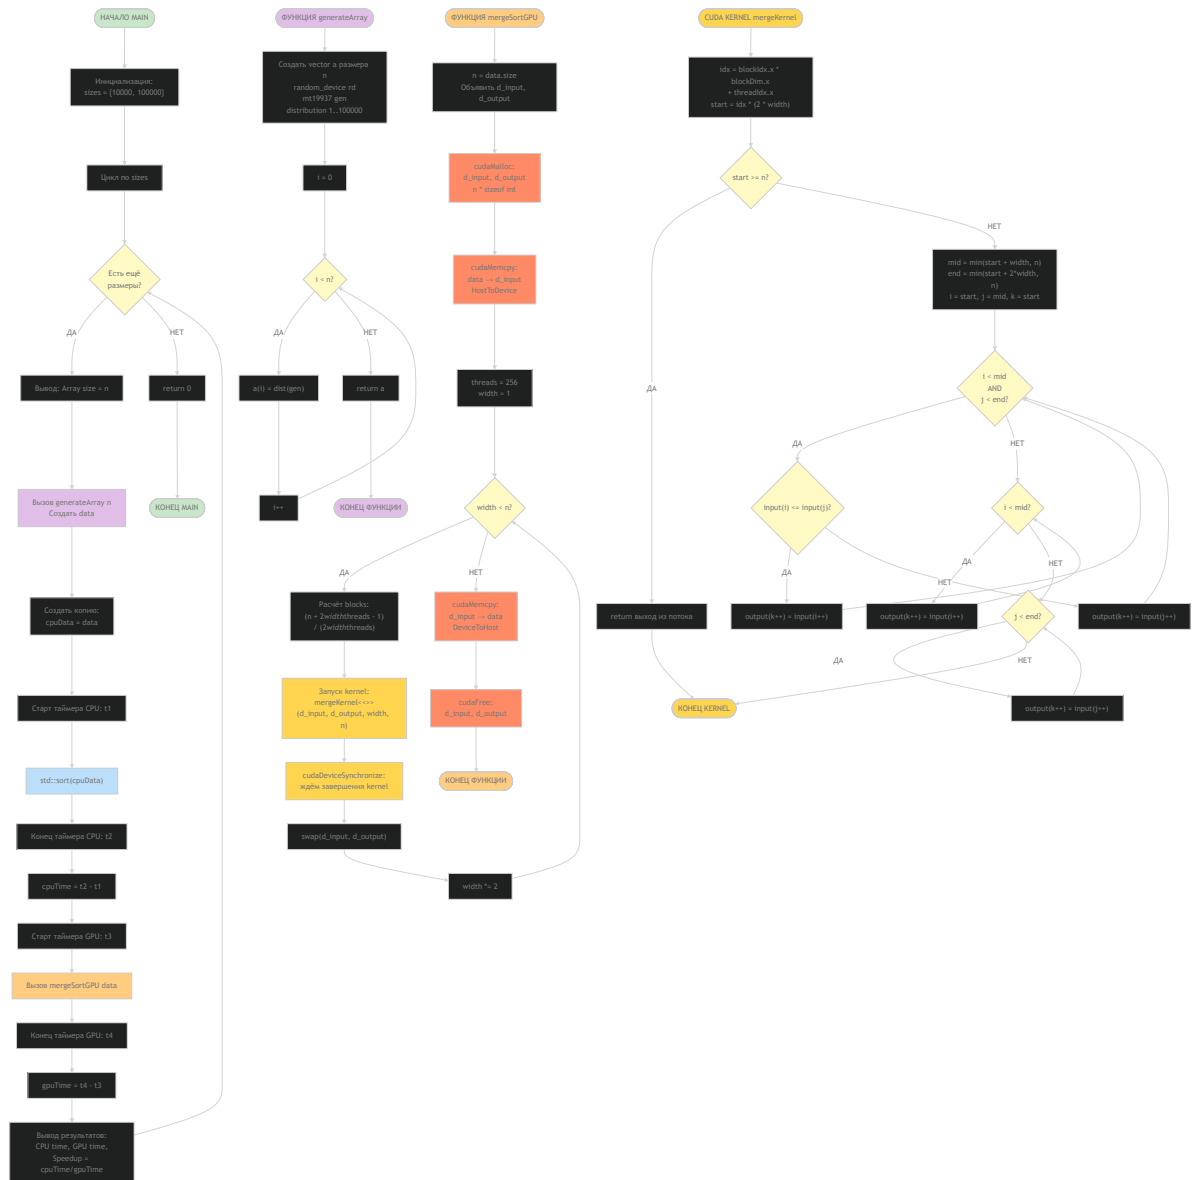 НАЧАЛО MAIN
Инициализация:
sizes = [10000, 100000]
Цикл по sizes
Есть ещё
размеры?
ДА
НЕТ
Вывод: Array size = n
return 0
Вызов generateArray n
Создать data
КОНЕЦ MAIN
Создать копию:
cpuData = data
Старт таймера CPU: t1
std::sort(cpuData)
Конец таймера CPU: t2
cpuTime = t2 - t1
Старт таймера GPU: t3
Вызов mergeSortGPU data
Конец таймера GPU: t4
gpuTime = t4 - t3
Вывод результатов:
CPU time, GPU time,
Speedup =
cpuTime/gpuTime
ФУНКЦИЯ generateArray
Создать vector a размера
n
random_device rd
mt19937 gen
distribution 1..100000
i = 0
i < n?
ДА
НЕТ
a(i) = dist(gen)
return a
i++
КОНЕЦ ФУНКЦИИ
ФУНКЦИЯ mergeSortGPU
n = data.size
Объявить d_input,
d_output
cudaMalloc:
d_input, d_output
n * sizeof int
cudaMemcpy:
data → d_input
HostToDevice
threads = 256
width = 1
width < n?
ДА
НЕТ
Расчёт blocks:
(n + 2widththreads - 1)
/ (2widththreads)
cudaMemcpy:
d_input → data
DeviceToHost
Запуск kernel:
mergeKernel<<>>
(d_input, d_output, width,
n)
cudaFree:
d_input, d_output
cudaDeviceSynchronize:
ждём завершения kernel
КОНЕЦ ФУНКЦИИ
swap(d_input, d_output)
width *= 2
CUDA KERNEL mergeKernel
idx = blockIdx.x *
blockDim.x
+ threadIdx.x
start = idx * (2 * width)
start >= n?
НЕТ
ДА
mid = min(start + width, n)
end = min(start + 2*width,
n)
i = start, j = mid, k = start
i < mid
AND
j < end?
ДА
НЕТ
input(i) <= input(j)?
i < mid?
ДА
НЕТ
ДА
НЕТ
return выход из потока
output(k++) = input(i++)
output(k++) = input(i++)
j < end?
output(k++) = input(j++)
ДА
НЕТ
КОНЕЦ KERNEL
output(k++) = input(j++)